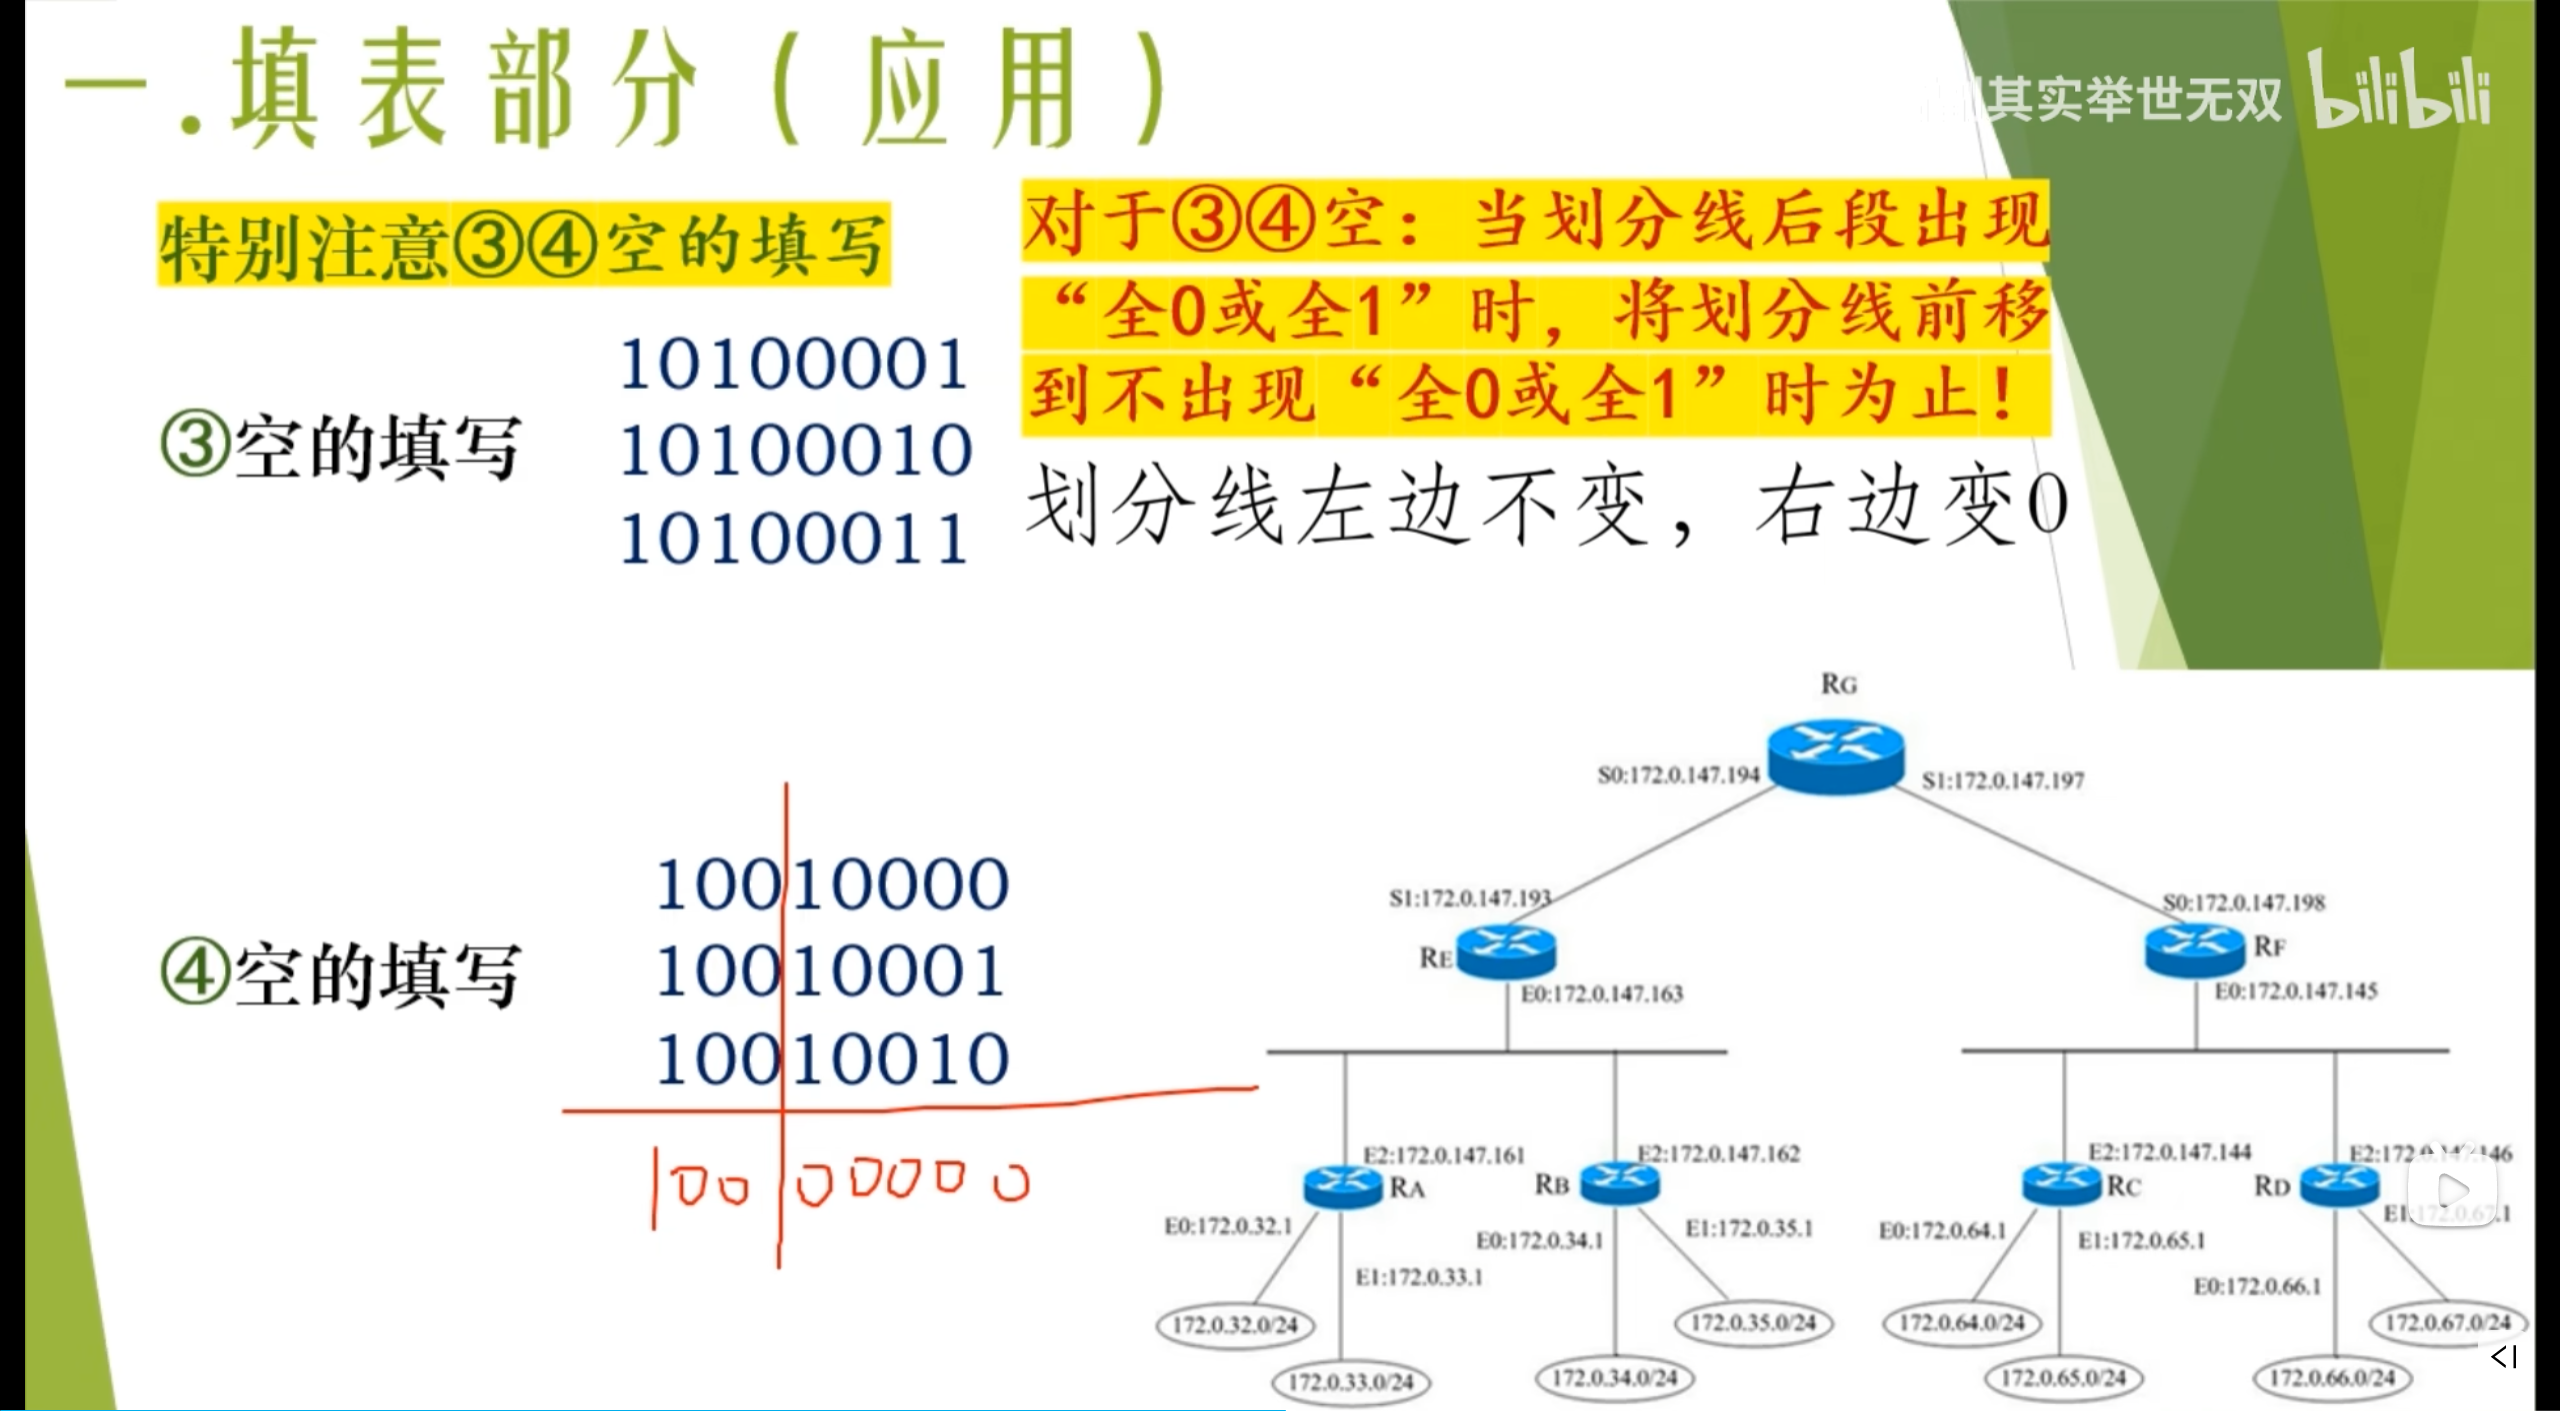 一.填表部分(应用)
其实举世无双 bilibili
特别注意③④空的填写
对于③④空：当划分线后段出现
“全0或全1”时，将划分线前移
到不出现“全0或全1”时为止！
划分线左边不变，右边变0
③空的填写
10100001
10100010
10100011
④空的填写
10010000
10010001
10010010
100 00000
RG
S0:172.0.147.194
S1:172.0.147.197
S1:172.0.147.193
S0:172.0.147.198
RE
RF
E0:172.0.147.163
E0:172.0.147.145
E2:172.0.147.161
E2:172.0.147.162
E2:172.0.147.144
E2:172.0.147.146
RA
RB
RC
RD
E0:172.0.32.1
E1:172.0.33.1
E0:172.0.34.1
E1:172.0.35.1
E0:172.0.64.1
E1:172.0.65.1
E0:172.0.66.1
E1:172.0.67.1
172.0.32.0/24
172.0.33.0/24
172.0.34.0/24
172.0.35.0/24
172.0.64.0/24
172.0.65.0/24
172.0.66.0/24
172.0.67.0/24